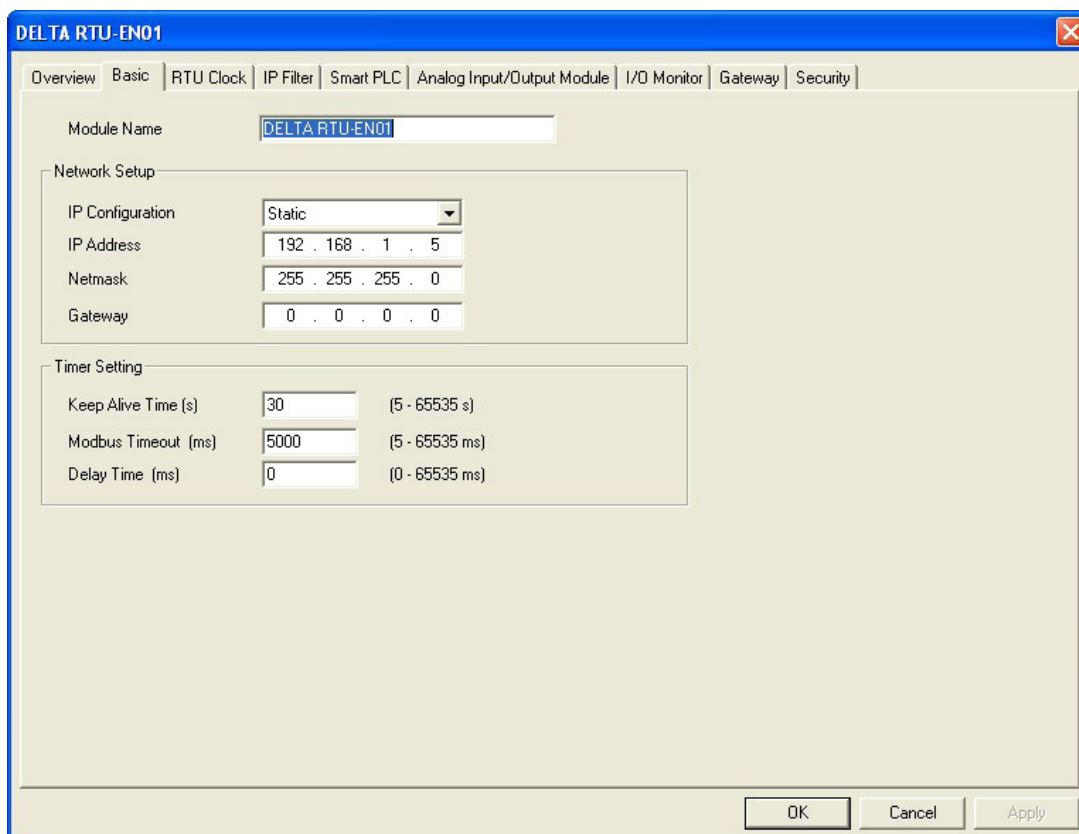 DELTA RTU-EN01
Overview Basic RTU Clock IP Filter Smart PLC Analog Input/Output Module I/O Monitor Gateway Security
Module Name DELTA RTU-EN01
Network Setup
IP Configuration Static
IP Address 192 . 168 . 1 . 5
Netmask 255 . 255 . 255 . 0
Gateway 0 . 0 . 0 . 0
Timer Setting
Keep Alive Time (s) 30 (5 - 65535 s)
Modbus Timeout (ms) 5000 (5 - 65535 ms)
Delay Time (ms) 0 (0 - 65535 ms)
OK Cancel Apply